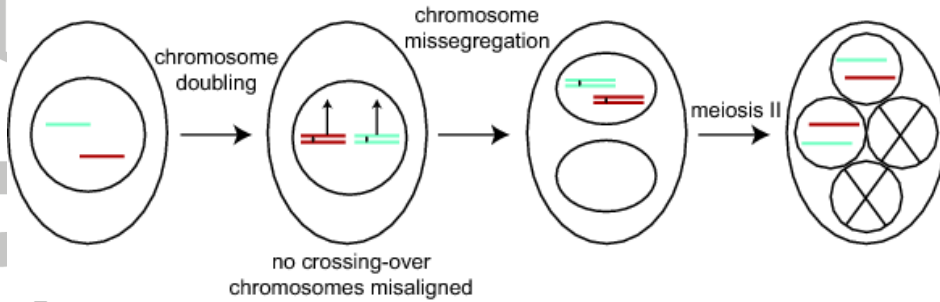 chromosome
doubling
chromosome
missegregation
meiosis II
no crossing-over
chromosomes misaligned